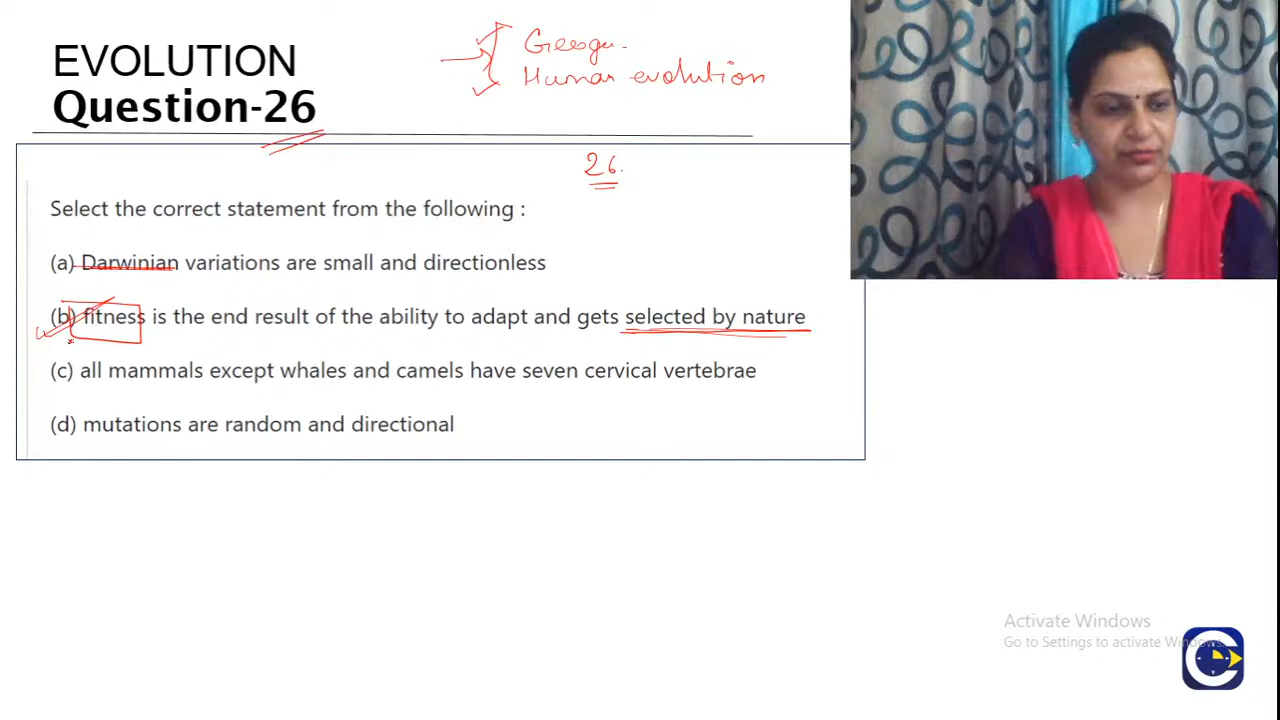 EVOLUTION
Question-26
Human evolution
26.
Select the correct statement from the following :
(a) Darwinian variations are small and directionless
(b) fitness is the end result of the ability to adapt and gets selected by nature
(c) all mammals except whales and camels have seven cervical vertebrae
(d) mutations are random and directional
Activate Windows
Go to Settings to activate Windows.